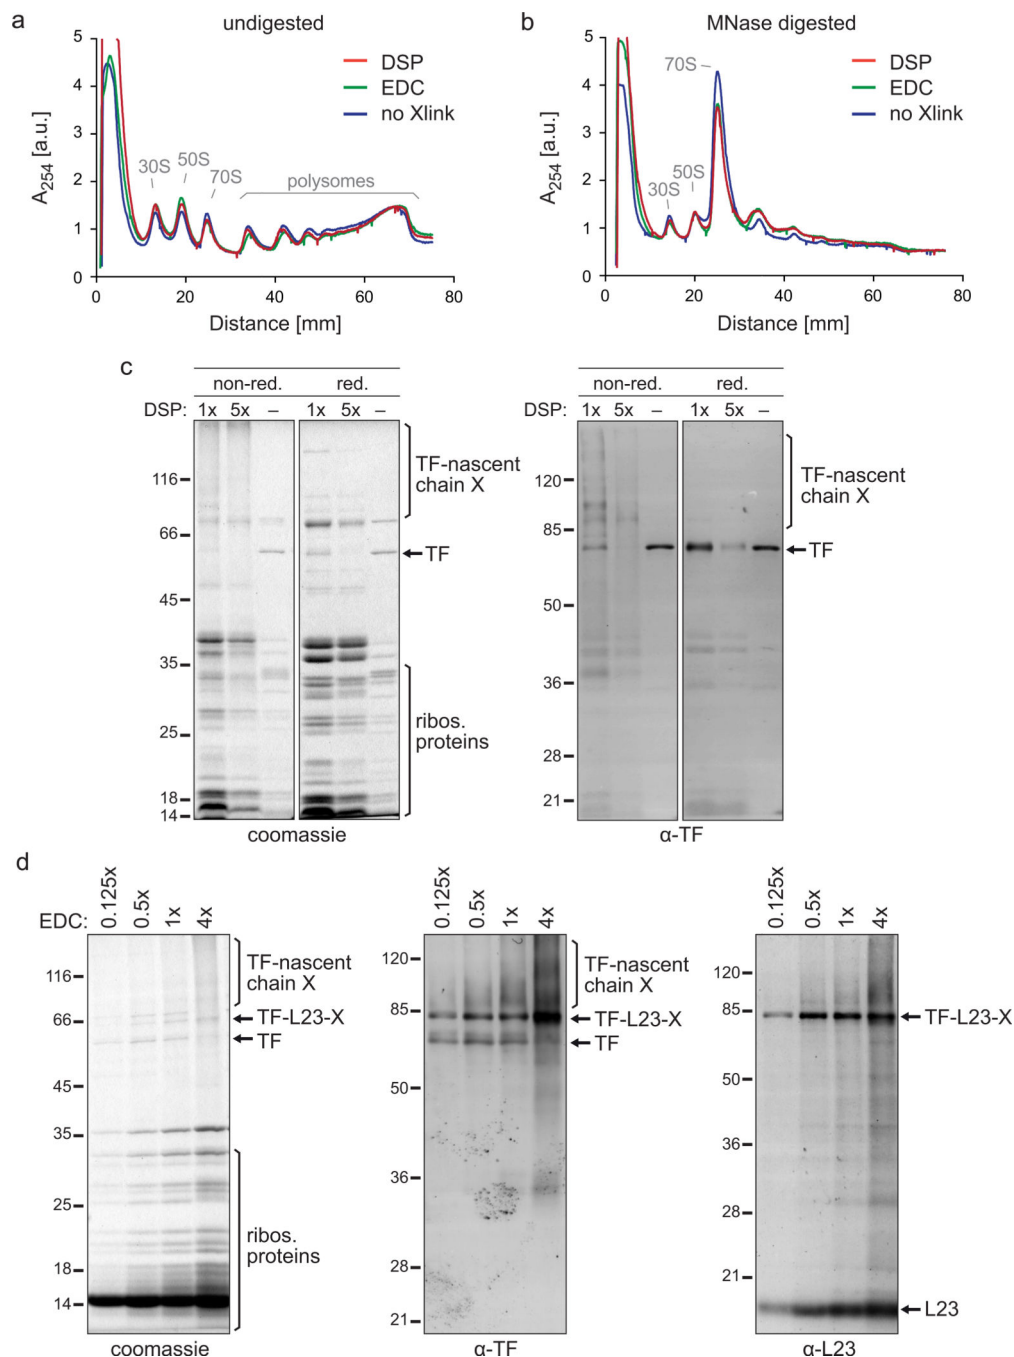 a
undigested
5
4
3
2
1
0
A254 [a.u.]
DSP
EDC
no Xlink
30S
50S
70S
polysomes
0 20 40 60 80
Distance [mm]
b
MNase digested
5
4
3
2
1
0
A254 [a.u.]
DSP
EDC
no Xlink
30S
50S
70S
0 20 40 60 80
Distance [mm]
c
non-red. red.
DSP: 1x 5x – 1x 5x –
116
66
45
35
25
18
14
TF-nascent
chain X
TF
ribos.
proteins
coomassie
non-red. red.
1x 5x – 1x 5x –
120
85
50
36
28
21
TF-nascent
chain X
TF
α-TF
d
EDC: 0.125x 0.5x 1x 4x
116
66
45
35
25
18
14
TF-nascent
chain X
TF-L23-X
TF
ribos.
proteins
coomassie
0.125x 0.5x 1x 4x
120
85
50
36
28
21
TF-nascent
chain X
TF-L23-X
TF
α-TF
0.125x 0.5x 1x 4x
120
85
50
36
28
21
TF-L23-X
L23
α-L23